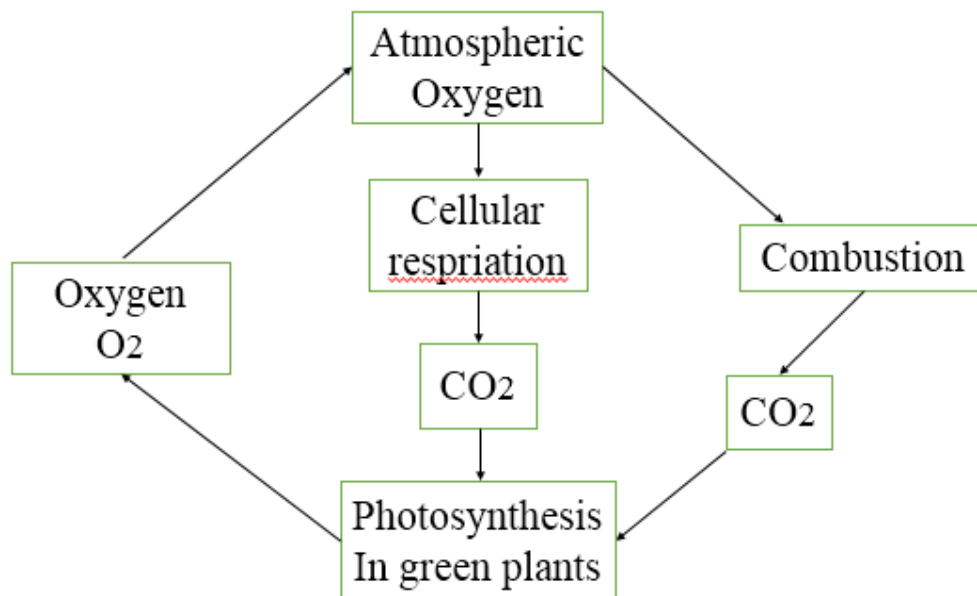 Atmospheric
Oxygen
Cellular
respriation
Combustion
Oxygen
O2
CO2
CO2
Photosynthesis
In green plants